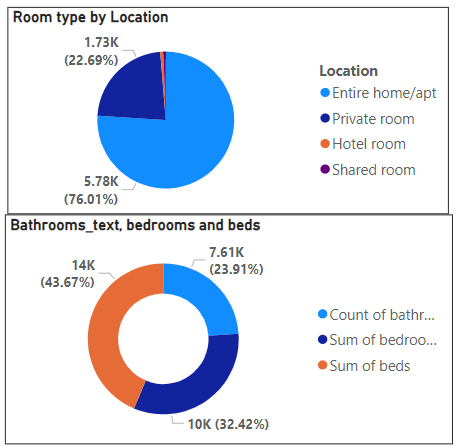 Room type by Location
1.73K
(22.69%)
5.78K
(76.01%)
Location
Entire home/apt
Private room
Hotel room
Shared room
Bathrooms_text, bedrooms and beds
7.61K
(23.91%)
14K
(43.67%)
10K (32.42%)
Count of bathr...
Sum of bedroo...
Sum of beds